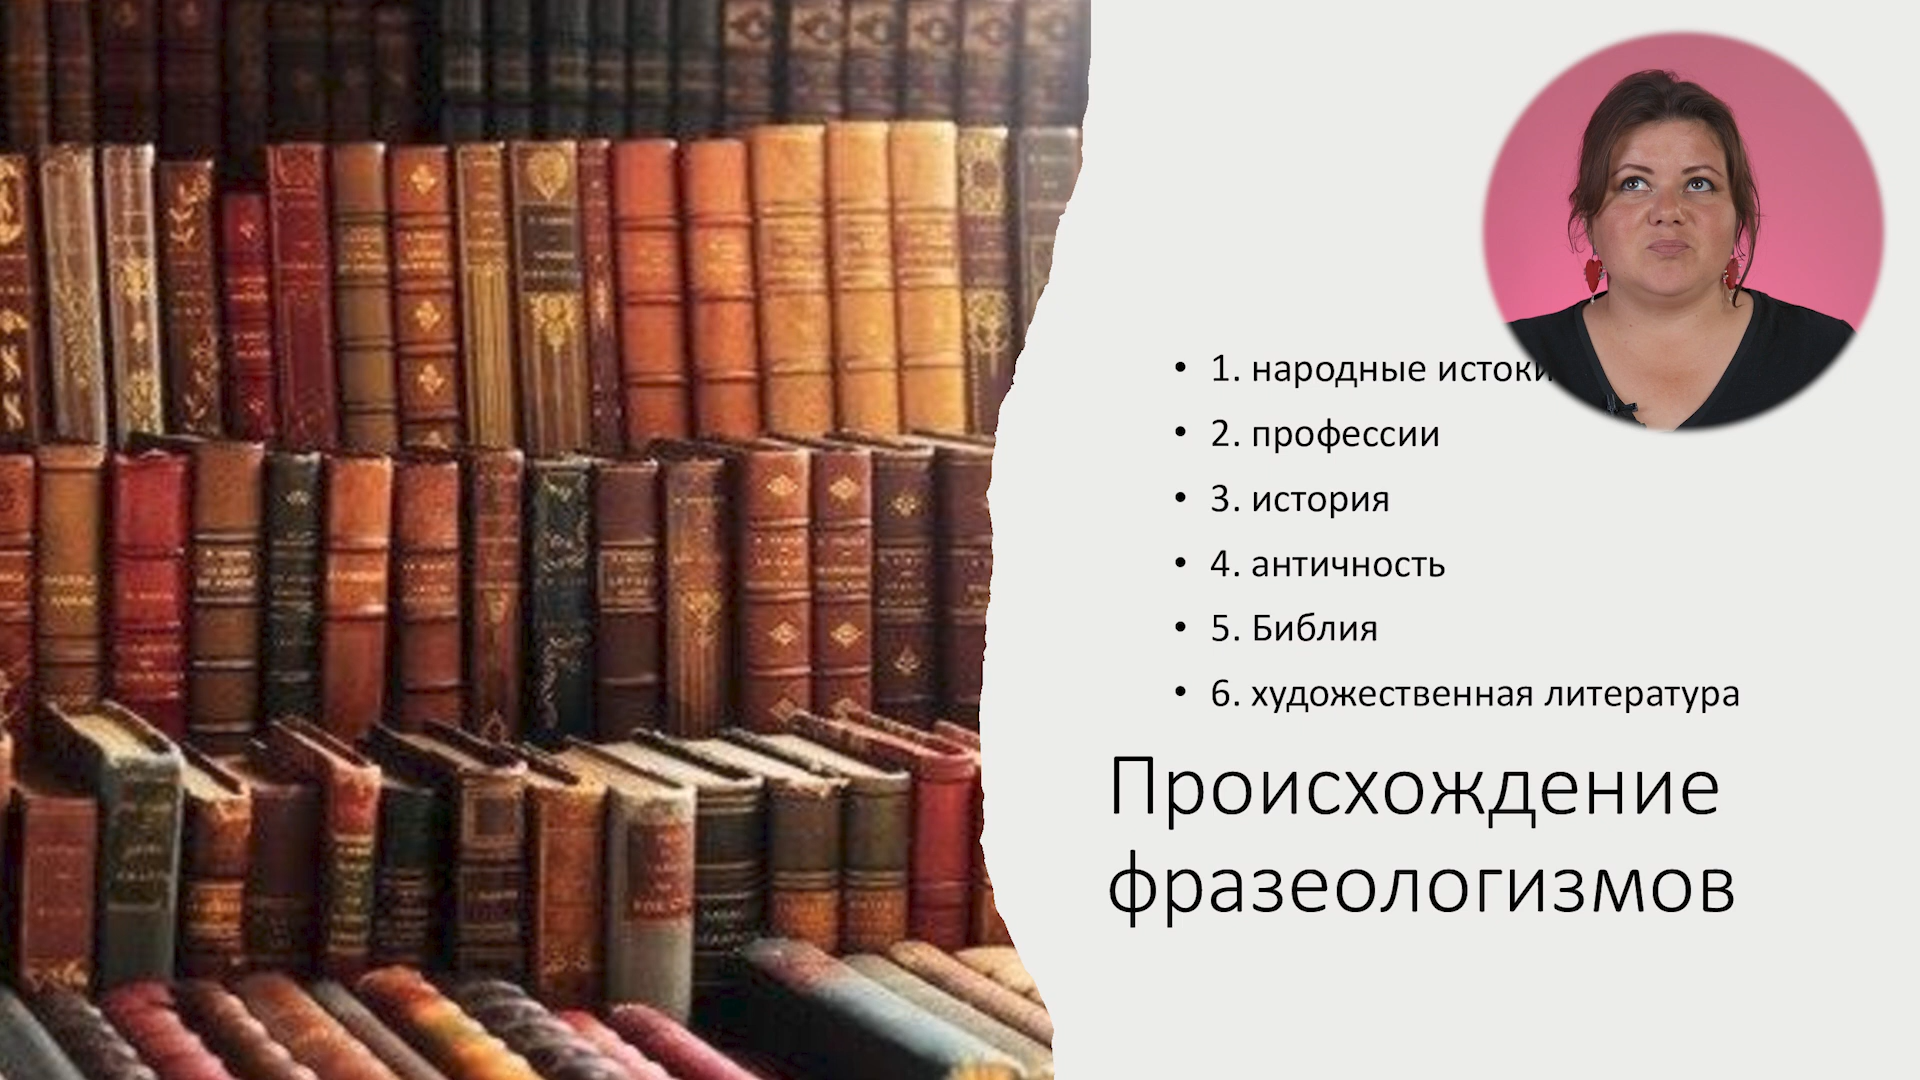 • 1. народные истоки
• 2. профессии
• 3. история
• 4. античность
• 5. Библия
• 6. художественная литература
Происхождение
фразеологизмов